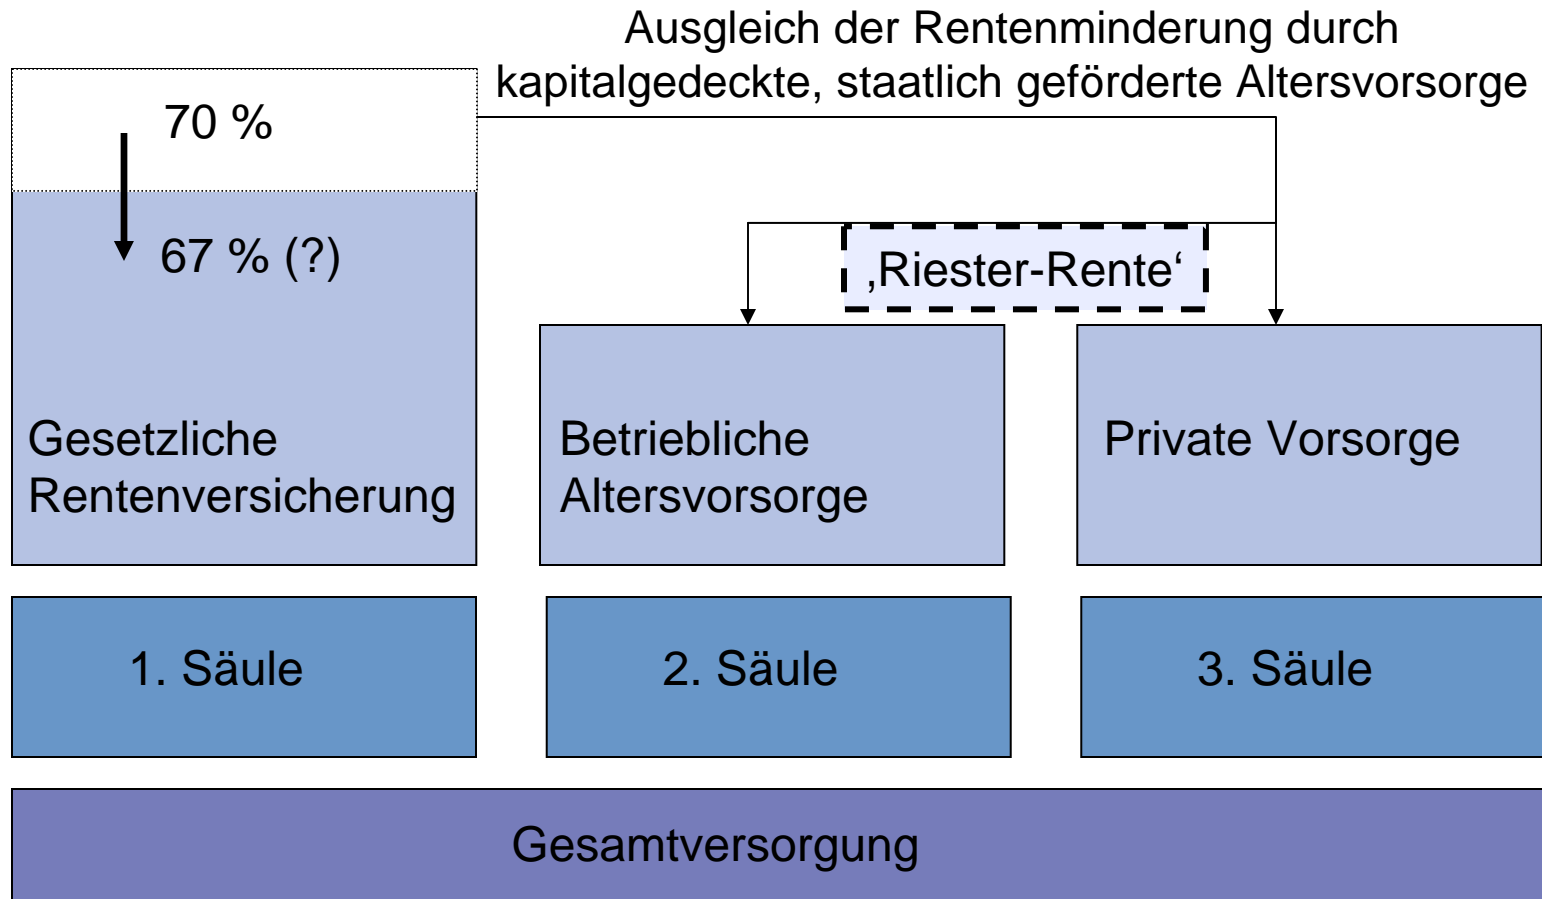 Ausgleich der Rentenminderung durch
kapitalgedeckte, staatlich geförderte Altersvorsorge
70 %
67 % (?)
‚Riester-Rente‘
Gesetzliche
Rentenversicherung
Betriebliche
Altersvorsorge
Private Vorsorge
1. Säule
2. Säule
3. Säule
Gesamtversorgung